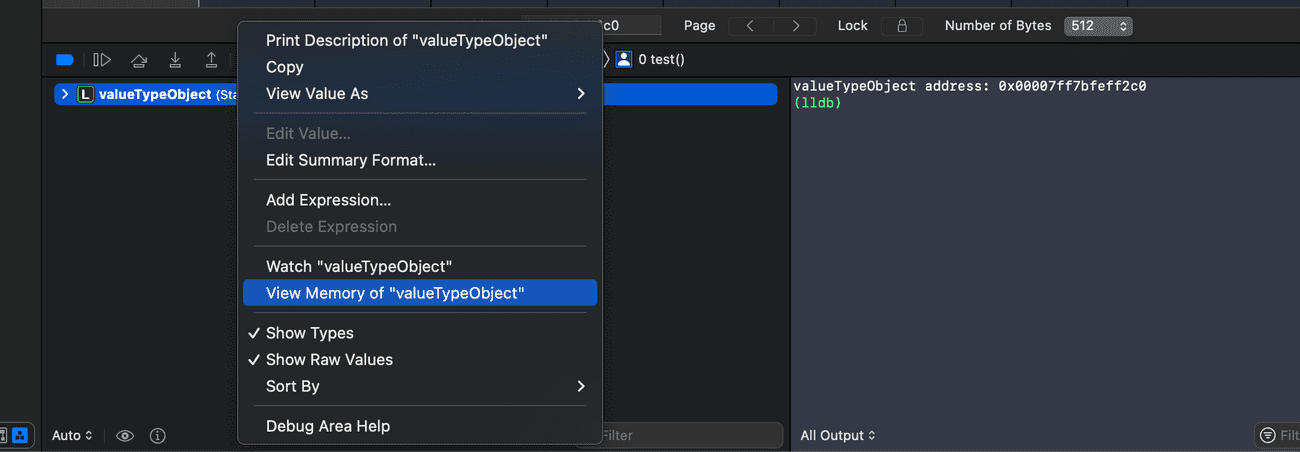 c0 Page Lock Number of Bytes 512
0 test()
L valueTypeObject (Sta
Print Description of "valueTypeObject"
Copy
View Value As
Edit Value...
Edit Summary Format...
Add Expression...
Delete Expression
Watch "valueTypeObject"
View Memory of "valueTypeObject"
Show Types
Show Raw Values
Sort By
Debug Area Help
Auto
Filter
valueTypeObject address: 0x00007ff7bfeff2c0
(lldb)
All Output
Filt